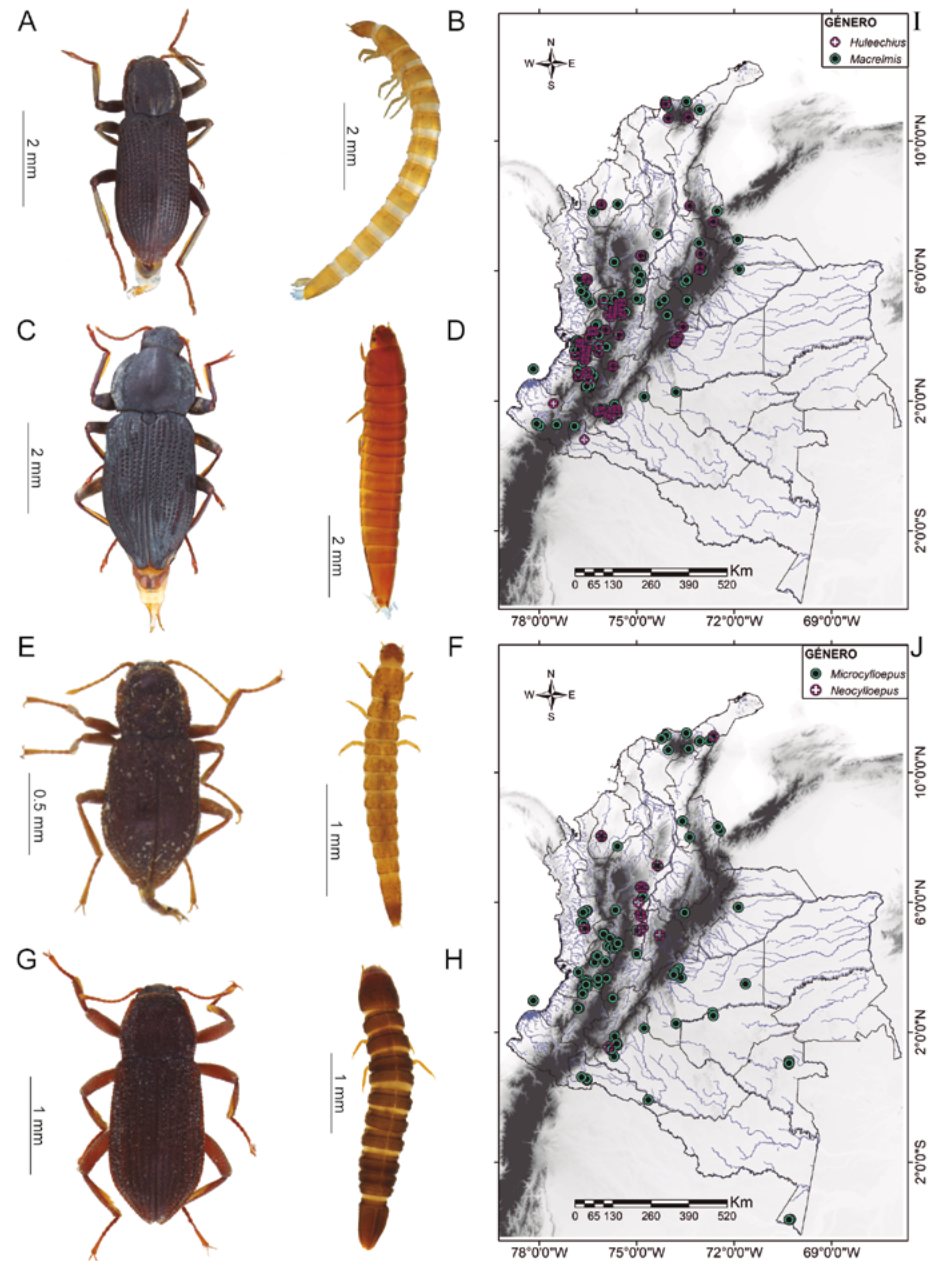 A
2 mm
B
2 mm
C
2 mm
D
2 mm
E
0.5 mm
F
1 mm
G
1 mm
H
1 mm
I
GÉNERO
Huleechius
Macrelmis
N
W E
S
10°0'0"N
6°0'0"N
2°0'0"N
2°0'0"S
Km
0 65 130 260 390 520
78°0'0"W 75°0'0"W 72°0'0"W 69°0'0"W
J
GÉNERO
Microcylloepus
Neocylloepus
N
W E
S
10°0'0"N
6°0'0"N
2°0'0"N
2°0'0"S
Km
0 65 130 260 390 520
78°0'0"W 75°0'0"W 72°0'0"W 69°0'0"W